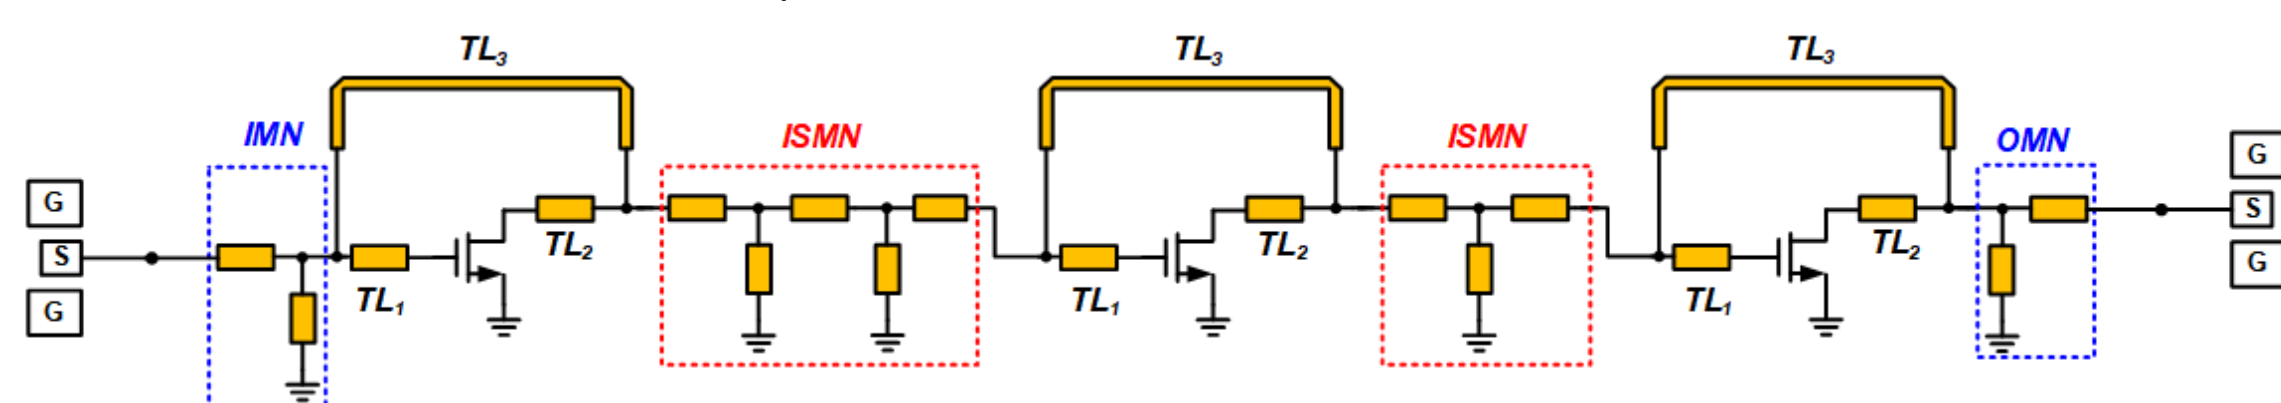 TL3 TL3 TL3
IMN ISMN ISMN OMN
G G
G S
S TL2 TL2 TL2 G
G TL1 TL1 TL1